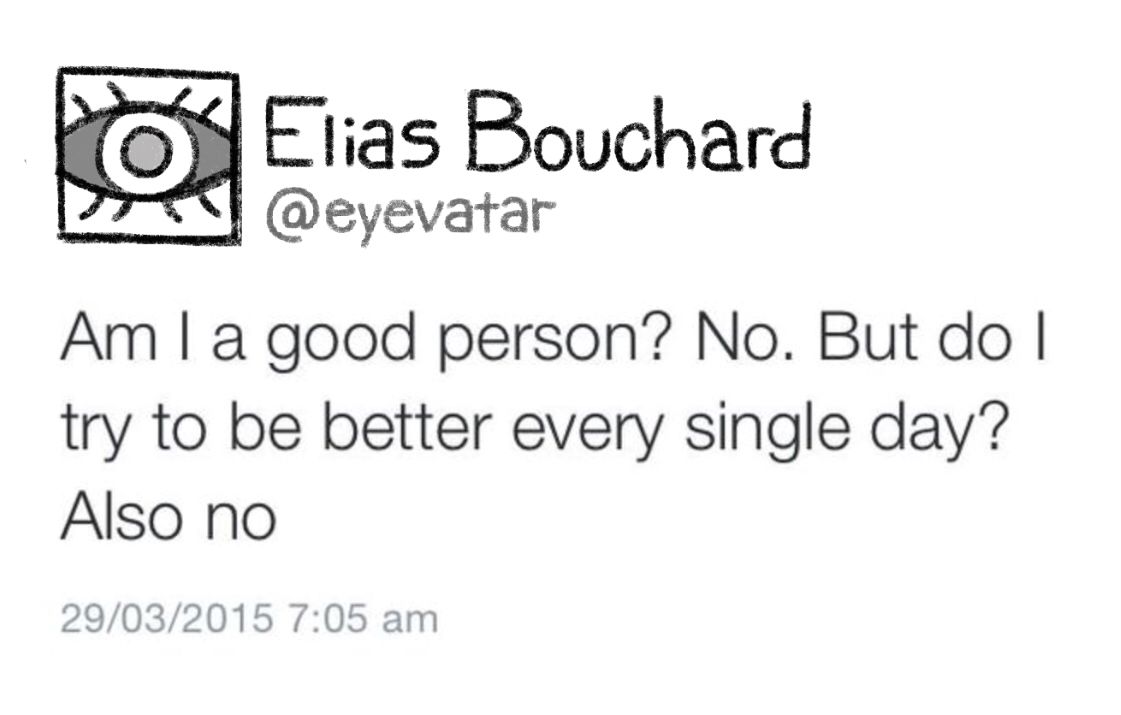 Elias Bouchard
@eyevatar
Am I a good person? No. But do I
try to be better every single day?
Also no
29/03/2015 7:05 am